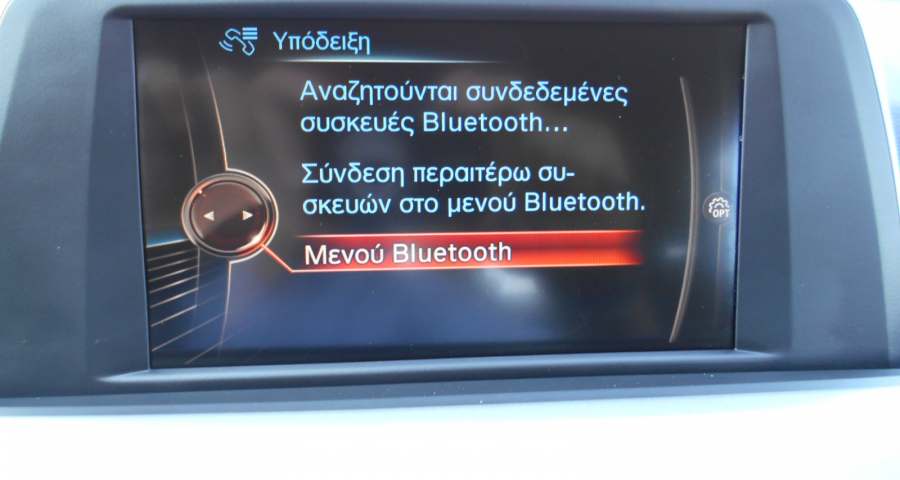 Υπόδειξη
Αναζητούνται συνδεδεμένες
συσκευές Bluetooth...
Σύνδεση περαιτέρω συ-
σκευών στο μενού Bluetooth.
OPT
Μενού Bluetooth